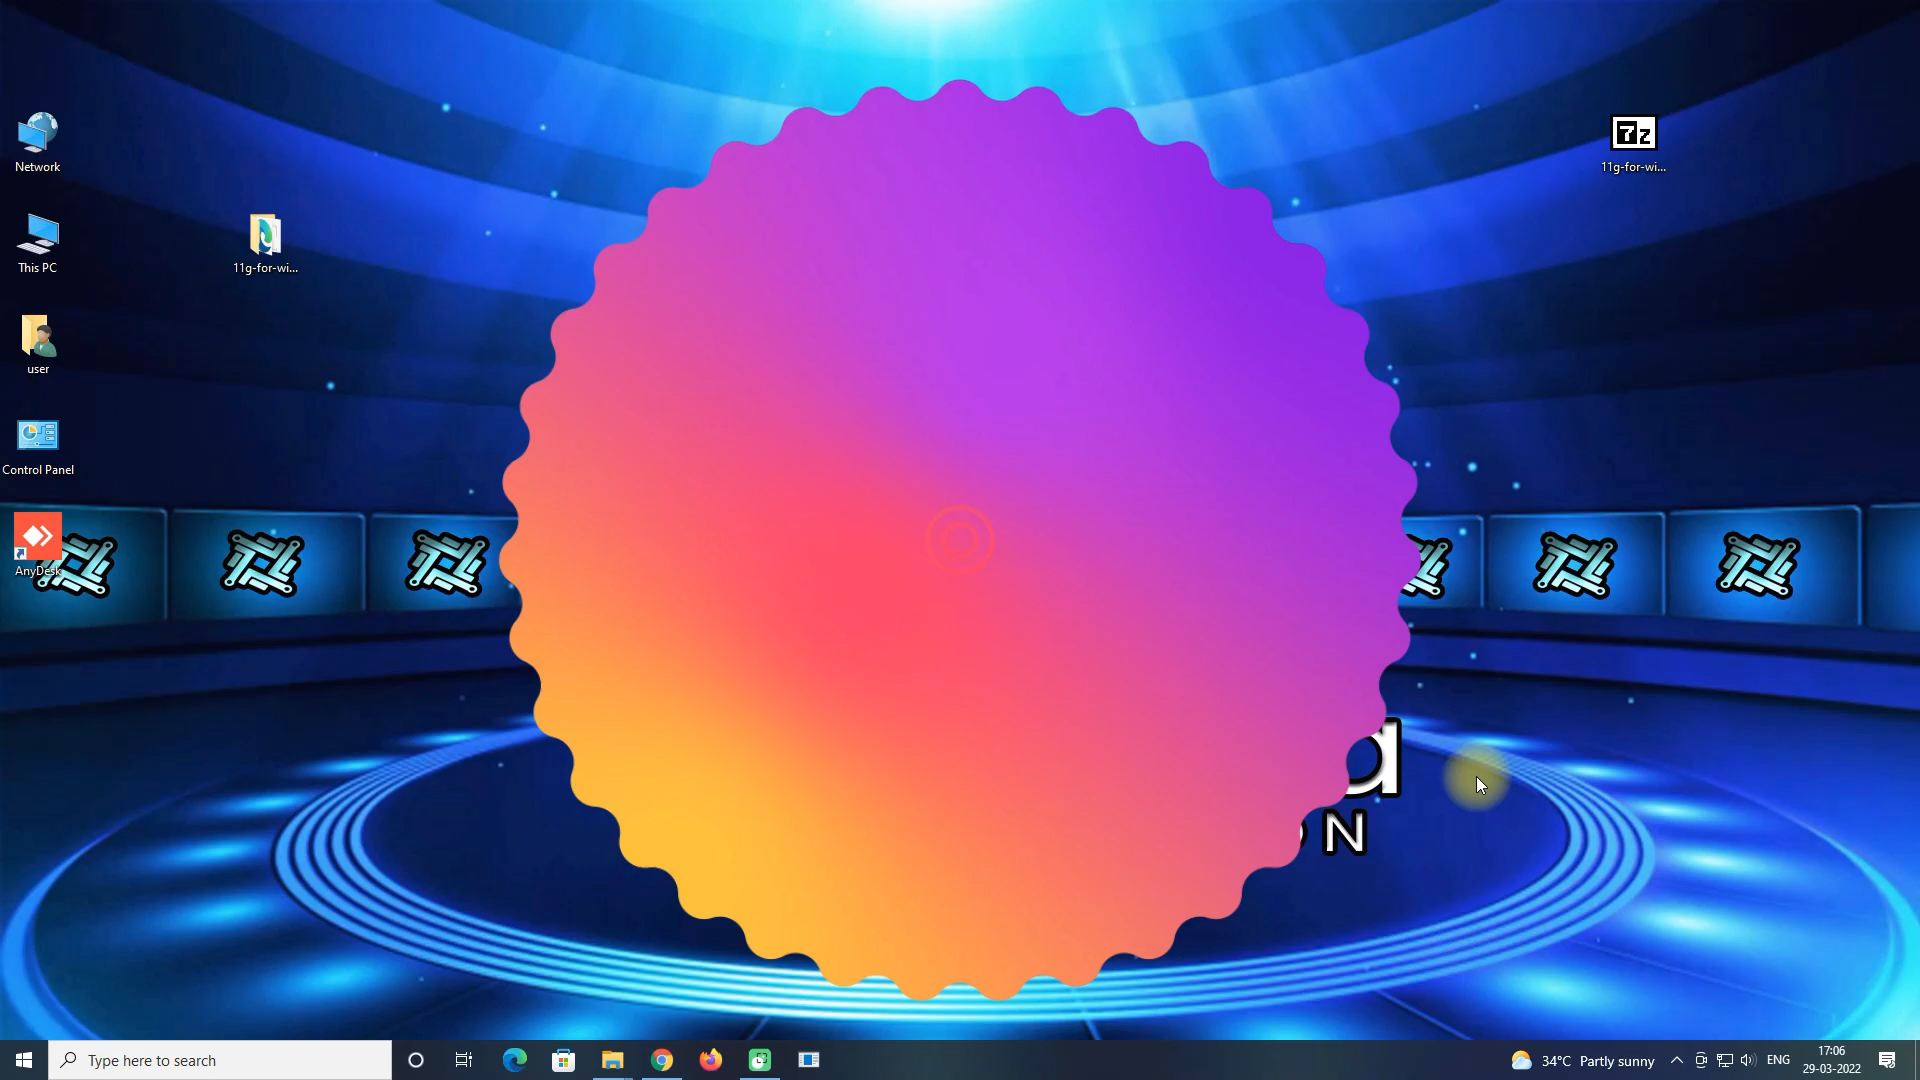 Network
11g-for-wi...
This PC
11g-for-wi...
user
Control Panel
AnyDesk
a
N
Type here to search
34°C Partly sunny
ENG
17:06
29-03-2022